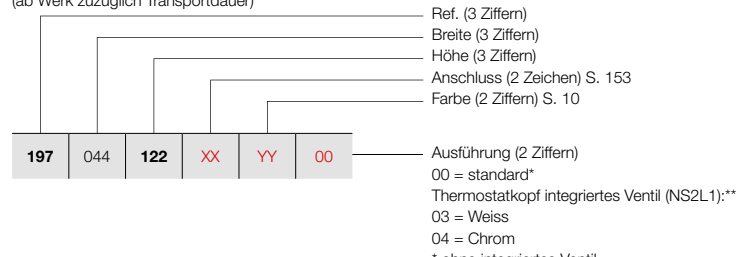 (ab Werk zuzüglich Transportdauer)
Ref. (3 Ziffern)
Breite (3 Ziffern)
Höhe (3 Ziffern)
Anschluss (2 Zeichen) S. 153
Farbe (2 Ziffern) S. 10
197 044 122 XX YY 00
Ausführung (2 Ziffern)
00 = standard*
Thermostatkopf integriertes Ventil (NS2L1):**
03 = Weiss
04 = Chrom
* ohne integriertes Ventil